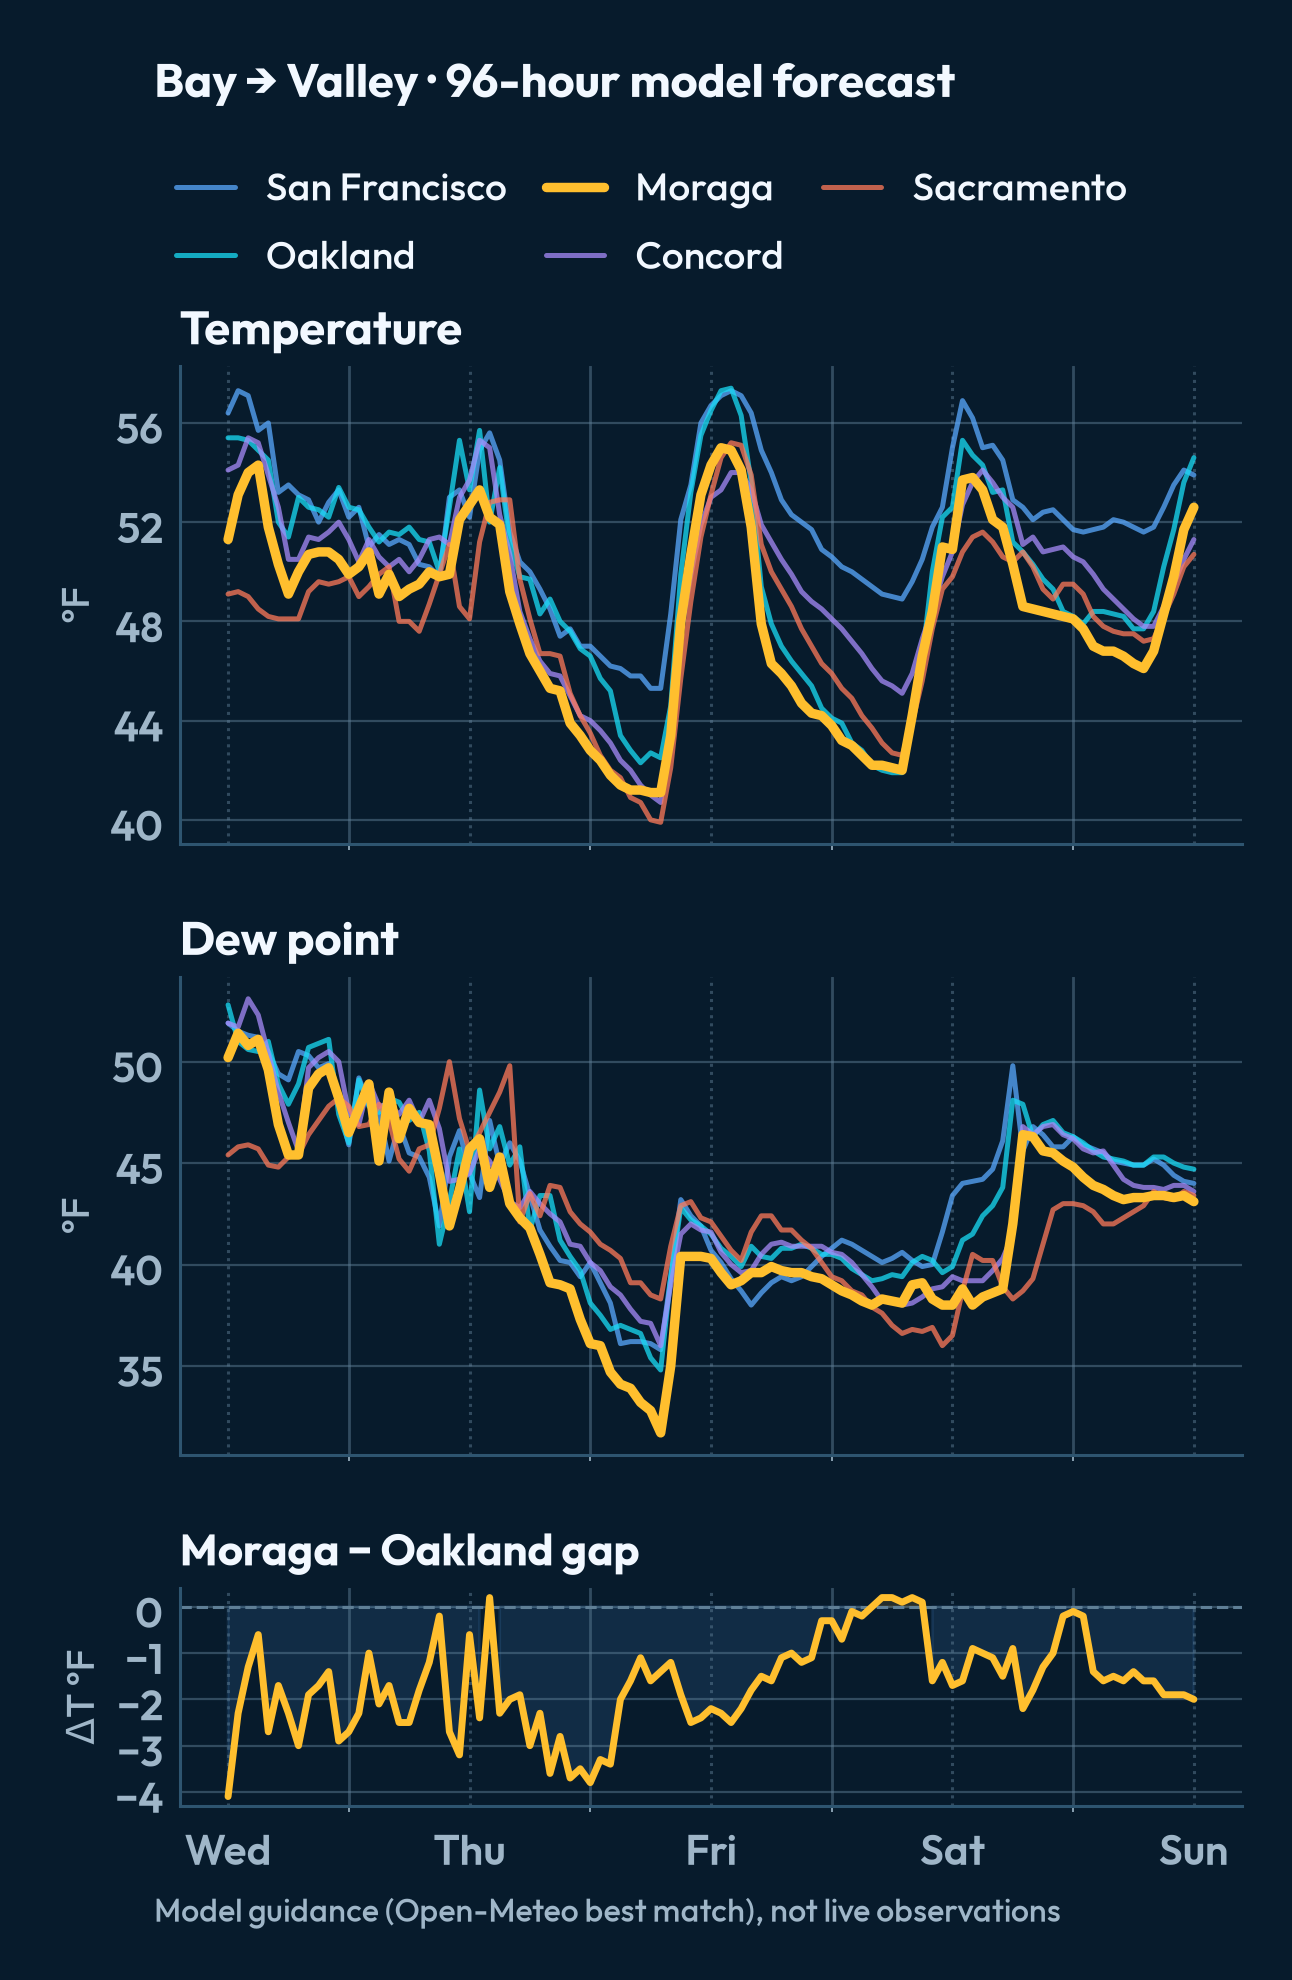 Bay → Valley · 96-hour model forecast
San Francisco Moraga Sacramento
Oakland Concord
Temperature
56
52
48
44
40
°F
Dew point
50
45
40
35
°F
Moraga − Oakland gap
0
−1
−2
−3
−4
ΔT °F
Wed Thu Fri Sat Sun
Model guidance (Open-Meteo best match), not live observations